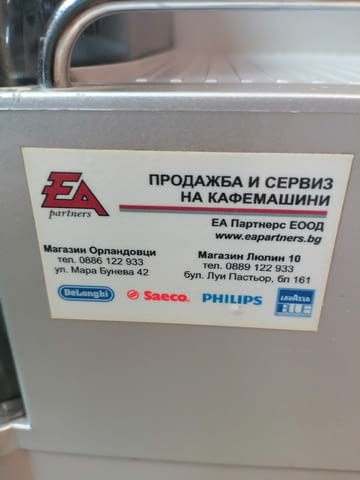 EA
partners
ПРОДАЖБА И СЕРВИЗ
НА КАФЕМАШИНИ
ЕА Партнерс ЕООД
www.eapartners.bg
Магазин Орландовци
тел. 0886 122 933
ул. Мара Бунева 42
Магазин Люлин 10
тел. 0889 122 933
бул. Луи Пастьор, бл 161
DeLonghi
Saeco.
PHILIPS
LAVAZZA
BLUE